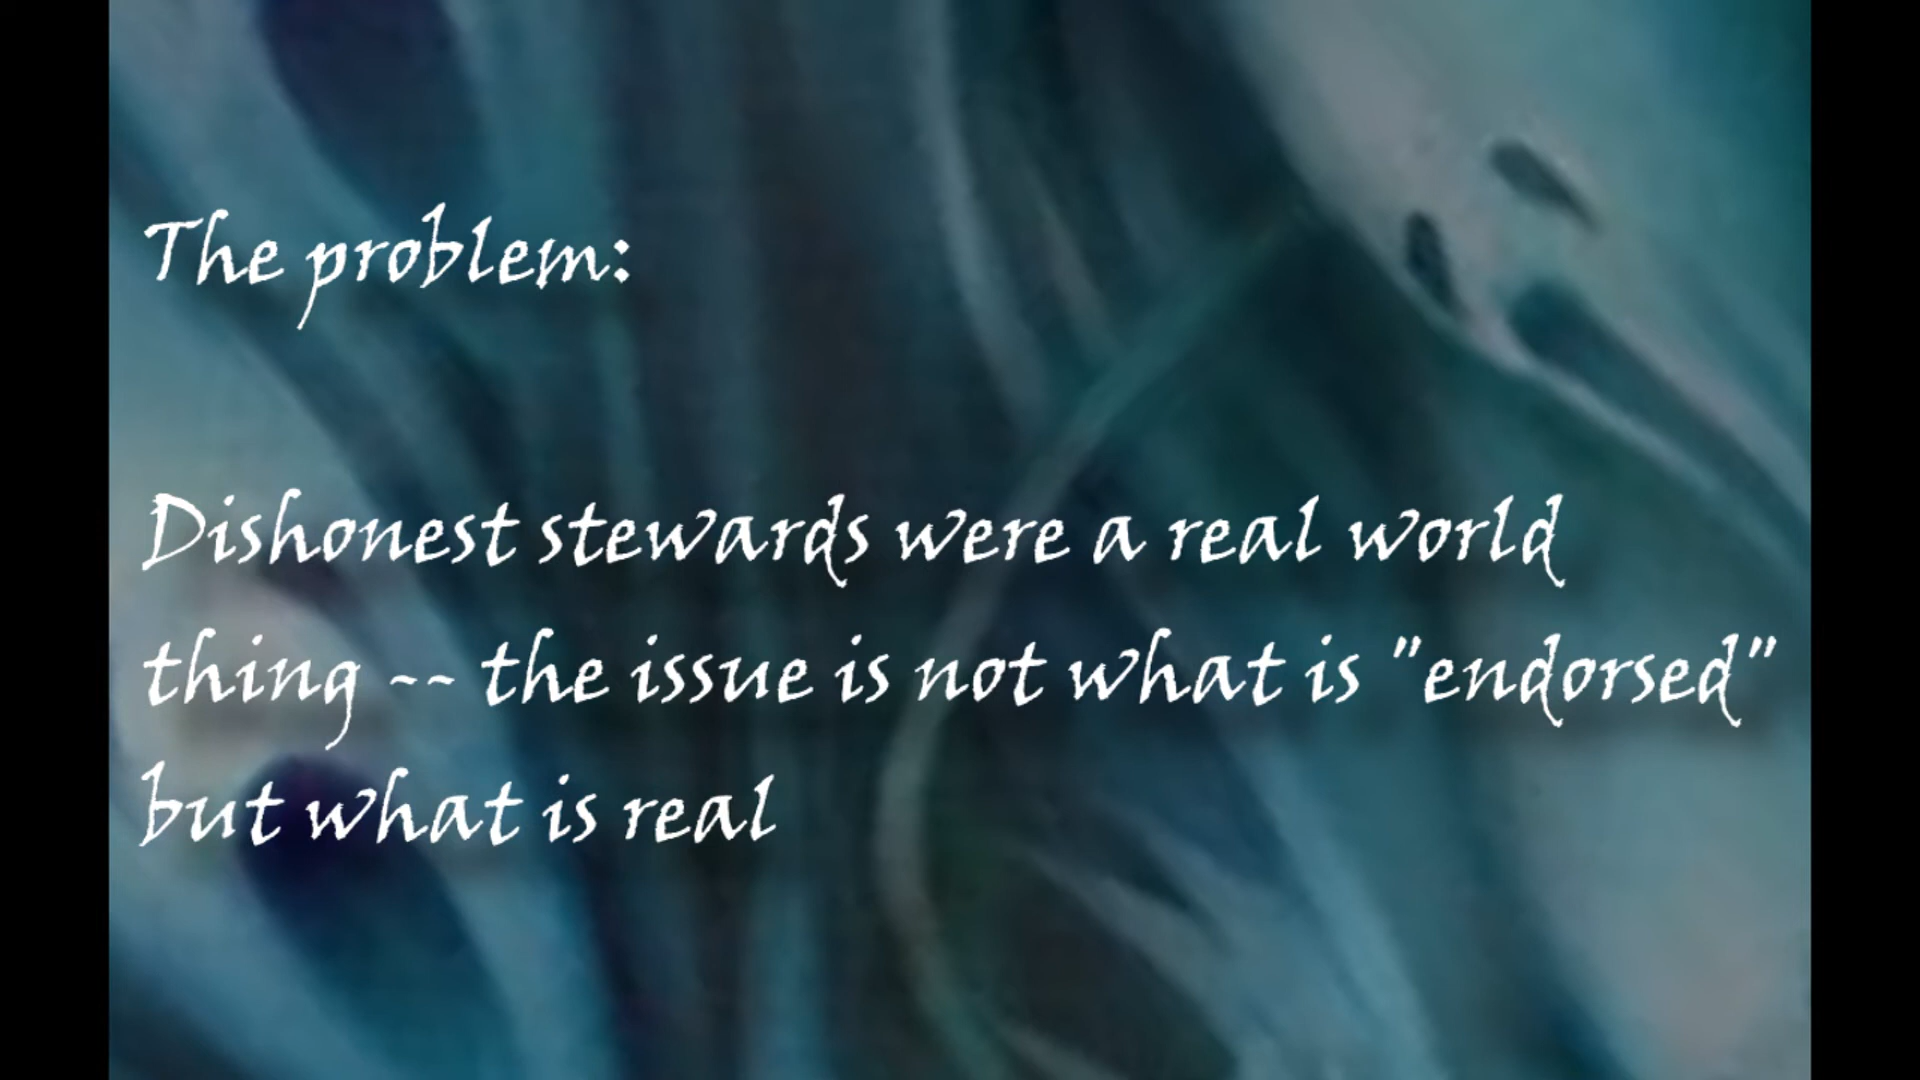 The problem:
Dishonest stewards were a real world
thing -- the issue is not what is "endorsed"
but what is real